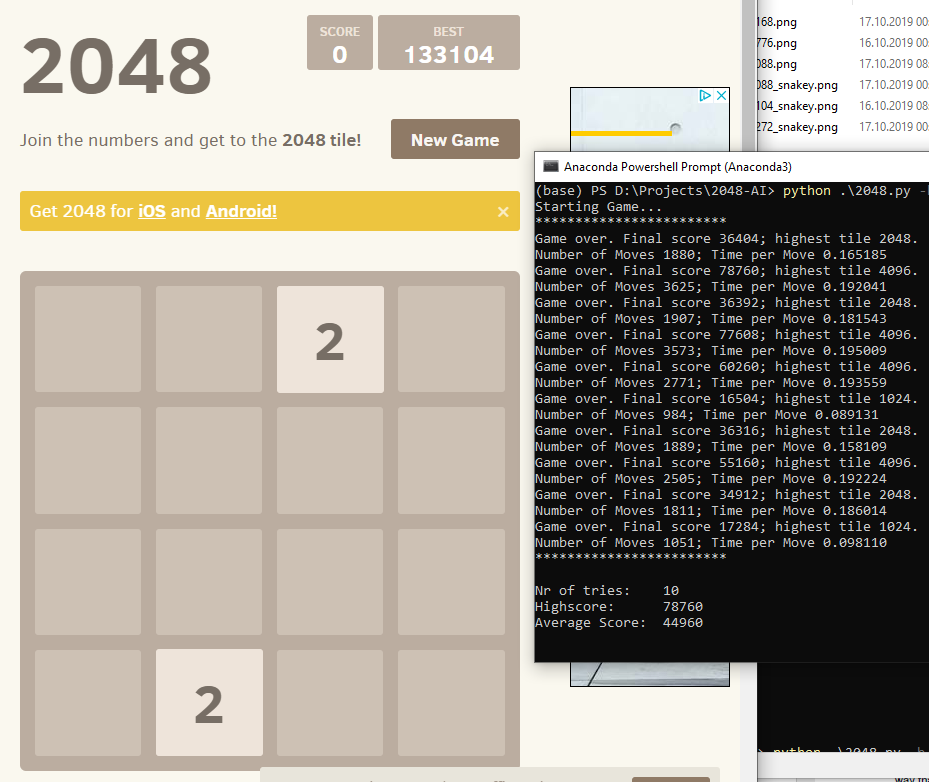 2048
SCORE
0
BEST
133104
Join the numbers and get to the 2048 tile!
New Game
Get 2048 for iOS and Android!
×
2
2
168.png 17.10.2019 00:
776.png 16.10.2019 00:
088.png 17.10.2019 08:
088_snakey.png 17.10.2019 00:
104_snakey.png 16.10.2019 08:
272_snakey.png 17.10.2019 00:
Anaconda Powershell Prompt (Anaconda3)
(base) PS D:\Projects\2048-AI> python .\2048.py
Starting Game...
************************
Game over. Final score 36404; highest tile 2048.
Number of Moves 1880; Time per Move 0.165185
Game over. Final score 78760; highest tile 4096.
Number of Moves 3625; Time per Move 0.192041
Game over. Final score 36392; highest tile 2048.
Number of Moves 1907; Time per Move 0.181543
Game over. Final score 77608; highest tile 4096.
Number of Moves 3573; Time per Move 0.195009
Game over. Final score 60260; highest tile 4096.
Number of Moves 2771; Time per Move 0.193559
Game over. Final score 16504; highest tile 1024.
Number of Moves 984; Time per Move 0.089131
Game over. Final score 36316; highest tile 2048.
Number of Moves 1889; Time per Move 0.158109
Game over. Final score 55160; highest tile 4096.
Number of Moves 2505; Time per Move 0.192224
Game over. Final score 34912; highest tile 2048.
Number of Moves 1811; Time per Move 0.186014
Game over. Final score 17284; highest tile 1024.
Number of Moves 1051; Time per Move 0.098110
************************
Nr of tries: 10
Highscore: 78760
Average Score: 44960